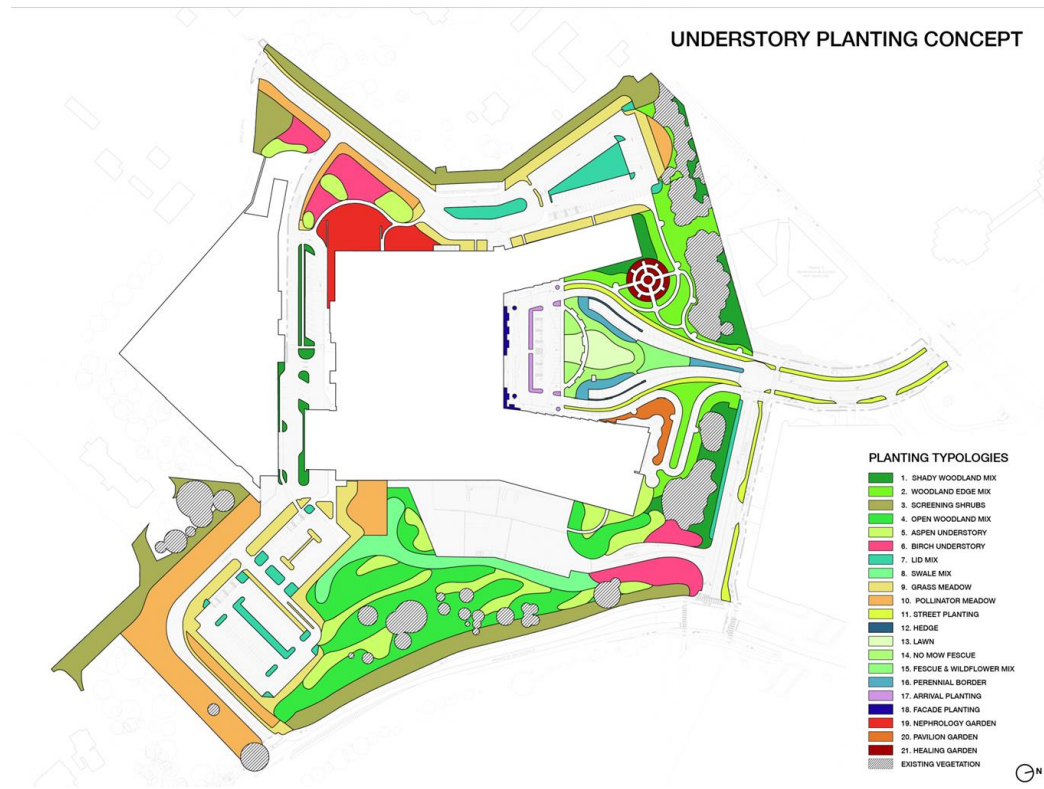 UNDERSTORY PLANTING CONCEPT
PLANTING TYPOLOGIES
1. SHADY WOODLAND MIX
2. WOODLAND EDGE MIX
3. SCREENING SHRUBS
4. OPEN WOODLAND MIX
5. ASPEN UNDERSTORY
6. BIRCH UNDERSTORY
7. LID MIX
8. SWALE MIX
9. GRASS MEADOW
10. POLLINATOR MEADOW
11. STREET PLANTING
12. HEDGE
13. LAWN
14. NO MOW FESCUE
15. FESCUE & WILDFLOWER MIX
16. PERENNIAL BORDER
17. ARRIVAL PLANTING
18. FACADE PLANTING
19. NEPHROLOGY GARDEN
20. PAVILION GARDEN
21. HEALING GARDEN
EXISTING VEGETATION
N